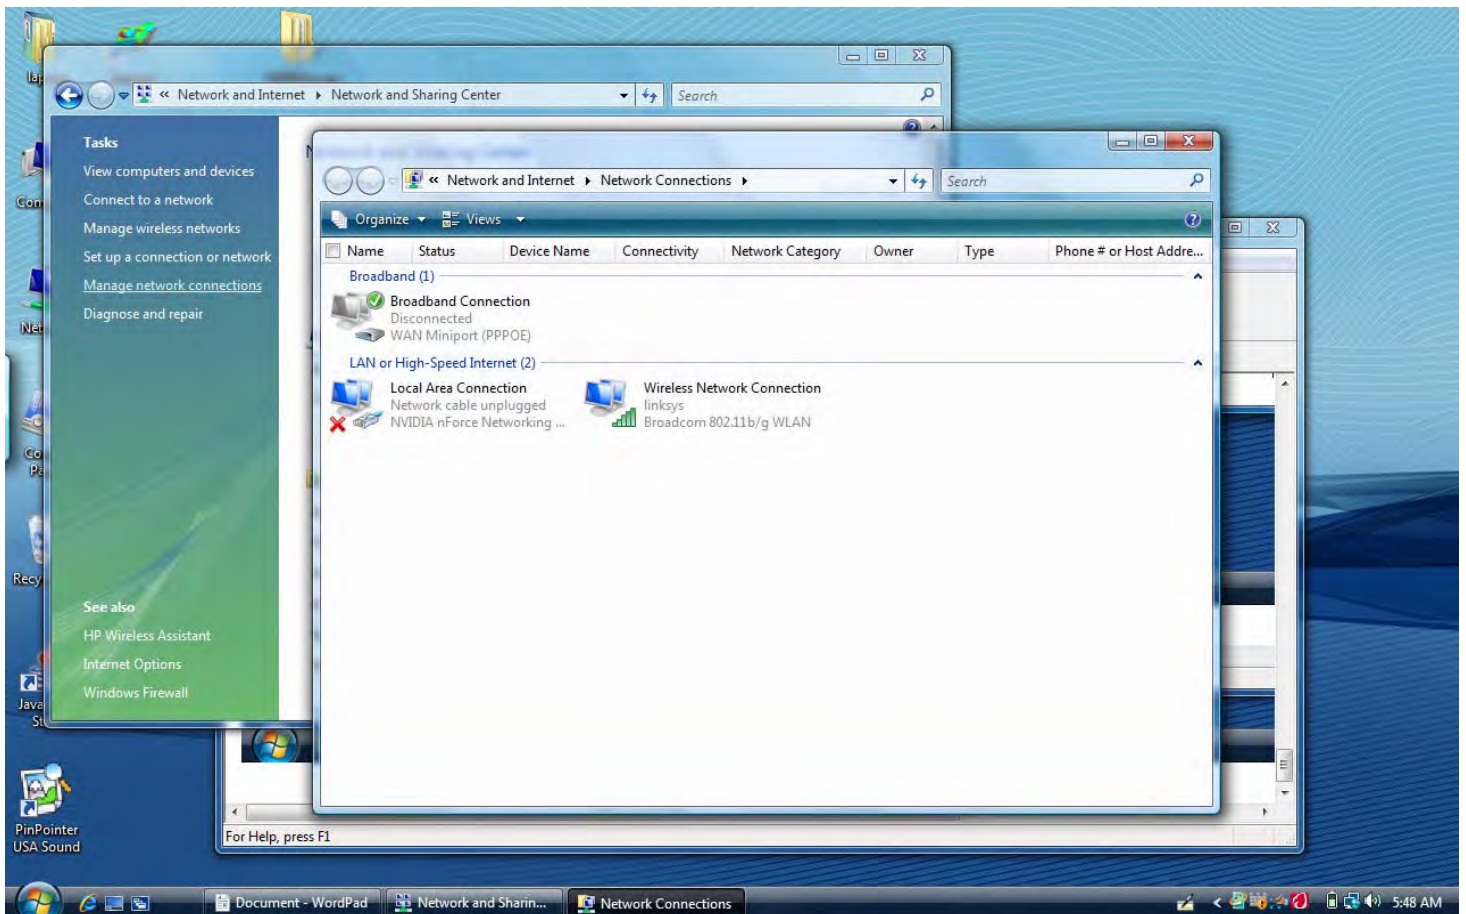 « Network and Internet ▸ Network and Sharing Center
Search
Tasks
View computers and devices
Connect to a network
Manage wireless networks
Set up a connection or network
Manage network connections
Diagnose and repair
See also
HP Wireless Assistant
Internet Options
Windows Firewall
« Network and Internet ▸ Network Connections ▸
Search
Organize Views
Name Status Device Name Connectivity Network Category Owner Type Phone # or Host Addre...
Broadband (1)
Broadband Connection
Disconnected
WAN Miniport (PPPOE)
LAN or High-Speed Internet (2)
Local Area Connection
Network cable unplugged
NVIDIA nForce Networking ...
Wireless Network Connection
linksys
Broadcom 802.11b/g WLAN
PinPointer
USA Sound
For Help, press F1
Document - WordPad
Network and Sharin...
Network Connections
5:48 AM